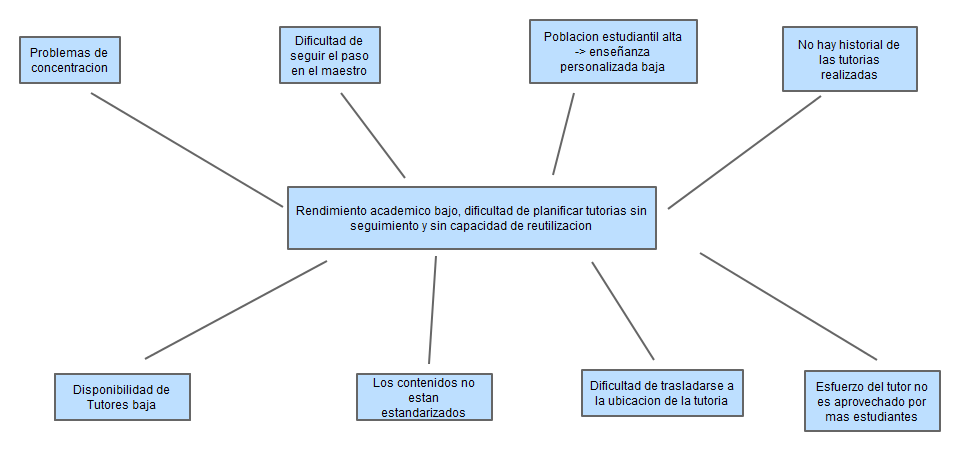 Problemas de
concentracion
Dificultad de
seguir el paso
en el maestro
Poblacion estudiantil alta
-> enseñanza
personalizada baja
No hay historial de
las tutorias
realizadas
Rendimiento academico bajo, dificultad de planificar tutorias sin
seguimiento y sin capacidad de reutilizacion
Disponibilidad de
Tutores baja
Los contenidos no
estan
estandarizados
Dificultad de trasladarse a
la ubicacion de la tutoria
Esfuerzo del tutor no
es aprovechado por
mas estudiantes